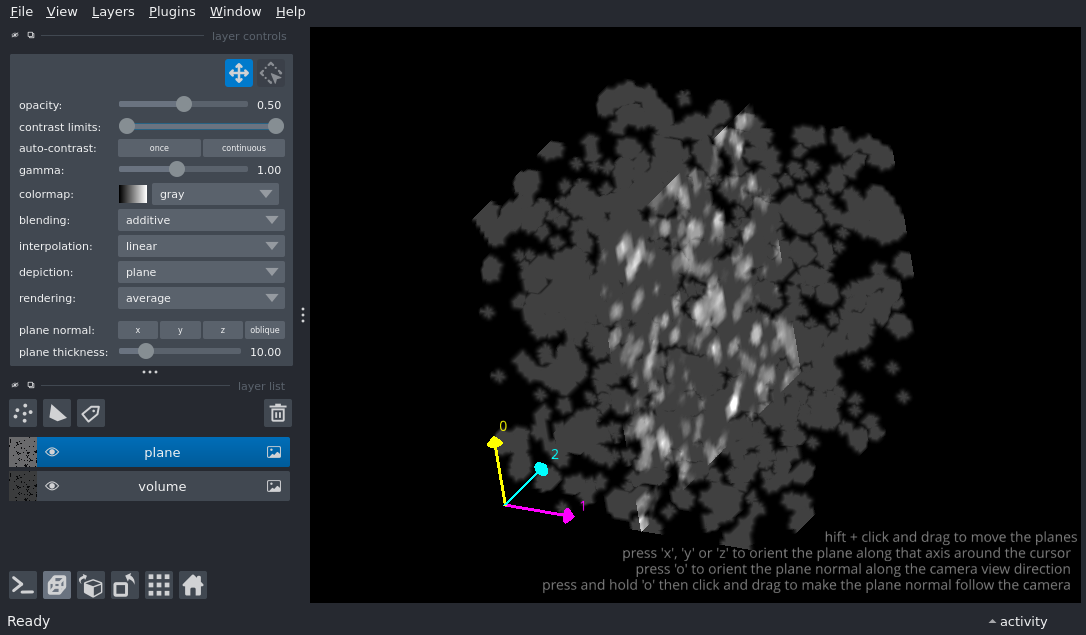 File View Layers Plugins Window Help
layer controls
opacity: 0.50
contrast limits:
auto-contrast: once continuous
gamma: 1.00
colormap: gray
blending: additive
interpolation: linear
depiction: plane
rendering: average
plane normal: x y z oblique
plane thickness: 10.00
layer list
plane
volume
0
2
1
hift + click and drag to move the planes
press 'x', 'y' or 'z' to orient the plane along that axis around the cursor
press 'o' to orient the plane normal along the camera view direction
press and hold 'o' then click and drag to make the plane normal follow the camera
Ready
activity